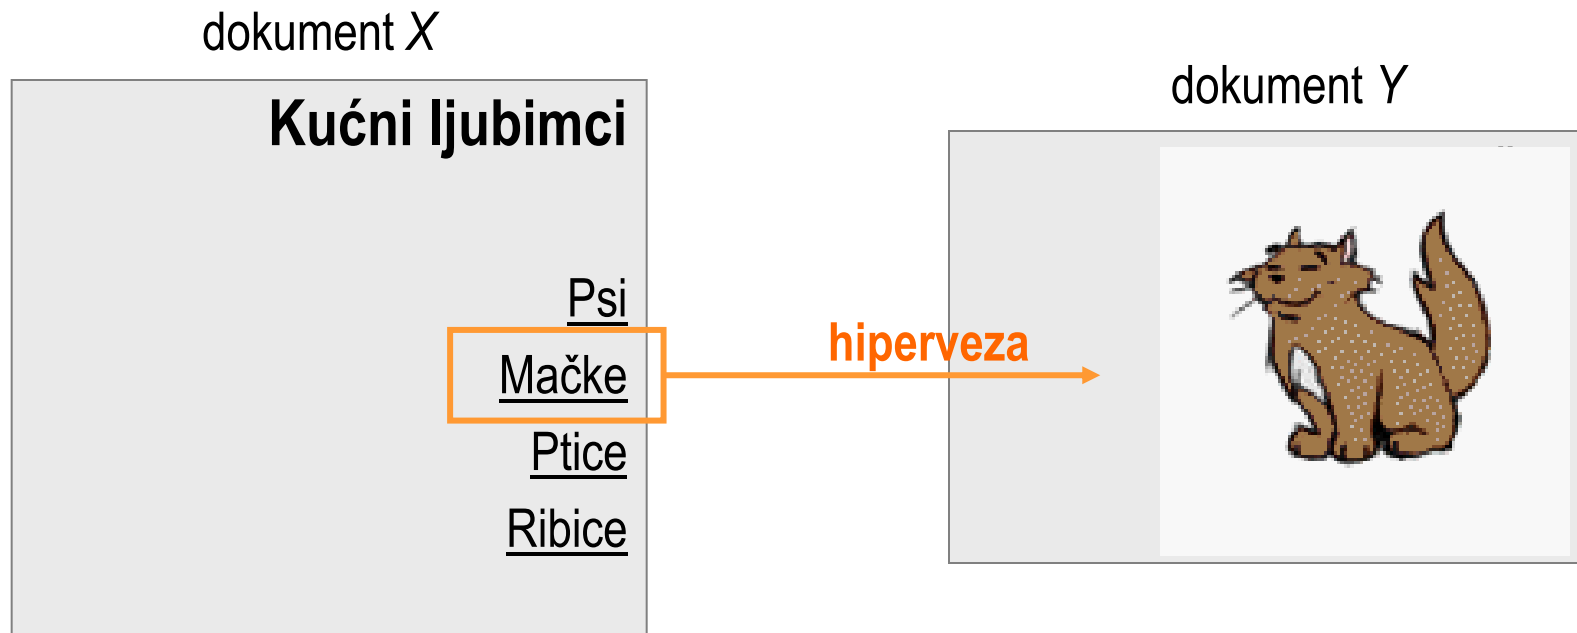 dokument X
Kućni ljubimci
Psi
Mačke
Ptice
Ribice
hiperveza
dokument Y